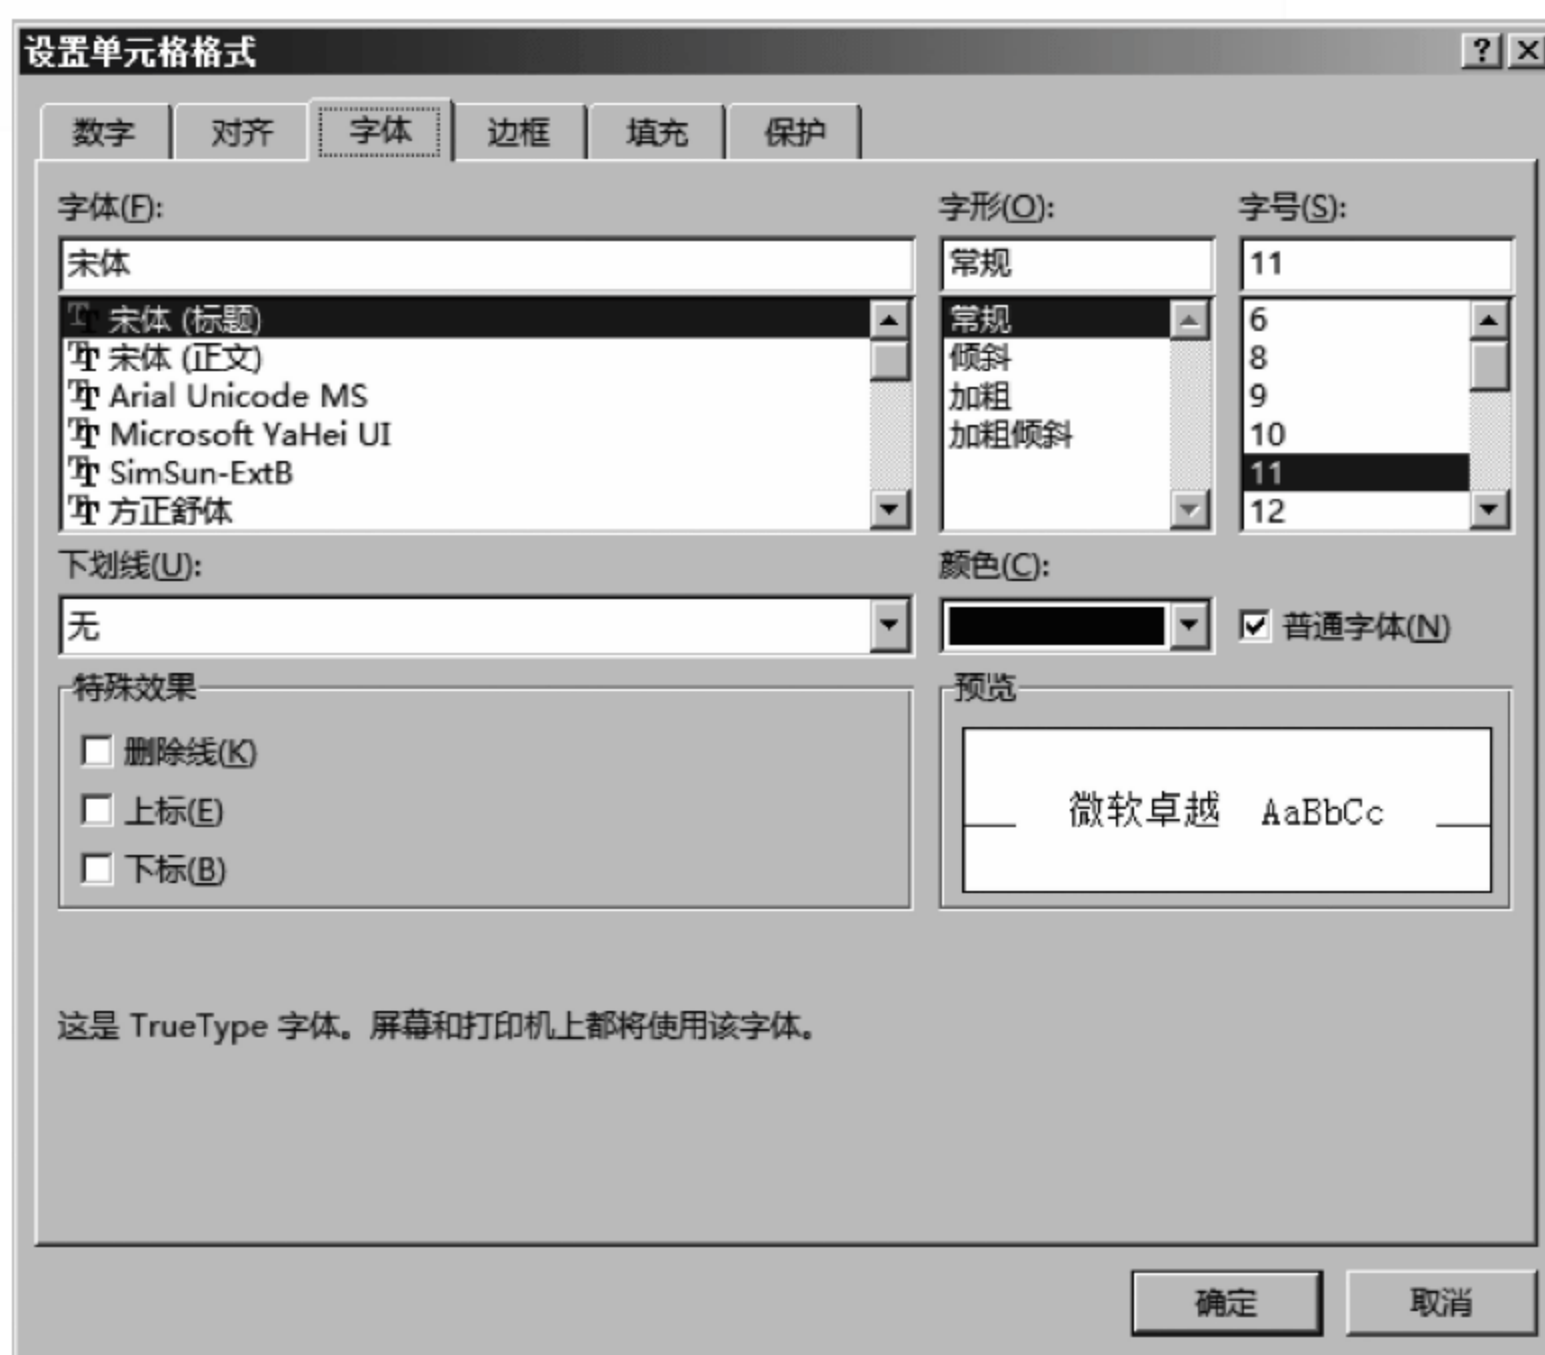 设置单元格格式
数字 对齐 字体 边框 填充 保护
字体(F): 字形(O): 字号(S):
宋体 常规 11
宋体 (标题) 常规 6
宋体 (正文) 倾斜 8
Arial Unicode MS 加粗 9
Microsoft YaHei UI 加粗倾斜 10
SimSun-ExtB 11
方正舒体 12
下划线(U): 颜色(C):
无 普通字体(N)
特殊效果 预览
删除线(K)
上标(E) 微软卓越 AaBbCc
下标(B)
这是 TrueType 字体。屏幕和打印机上都将使用该字体。
确定 取消